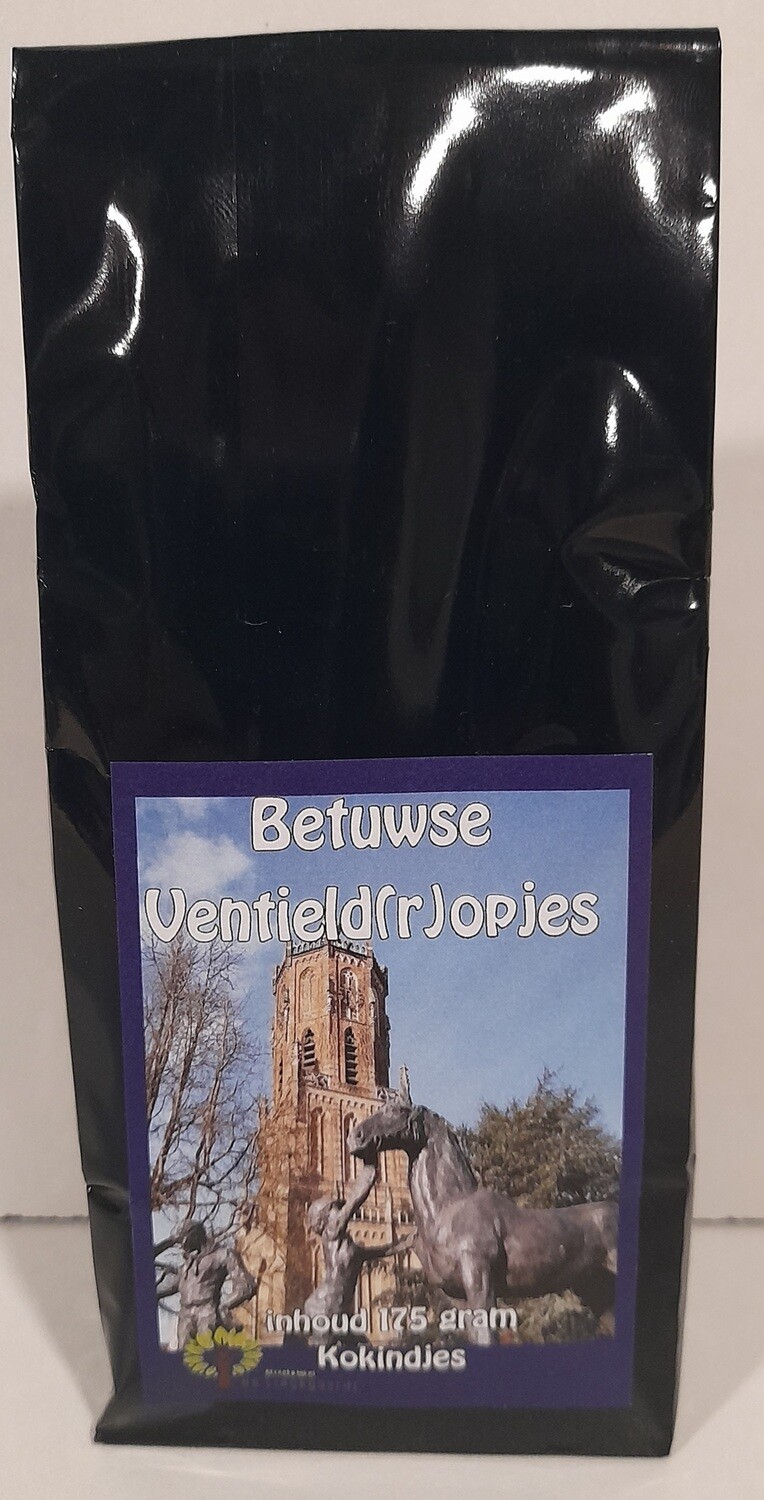 Betuwse
Ventield(r)opjes
inhoud 175 gram
Kokindjes